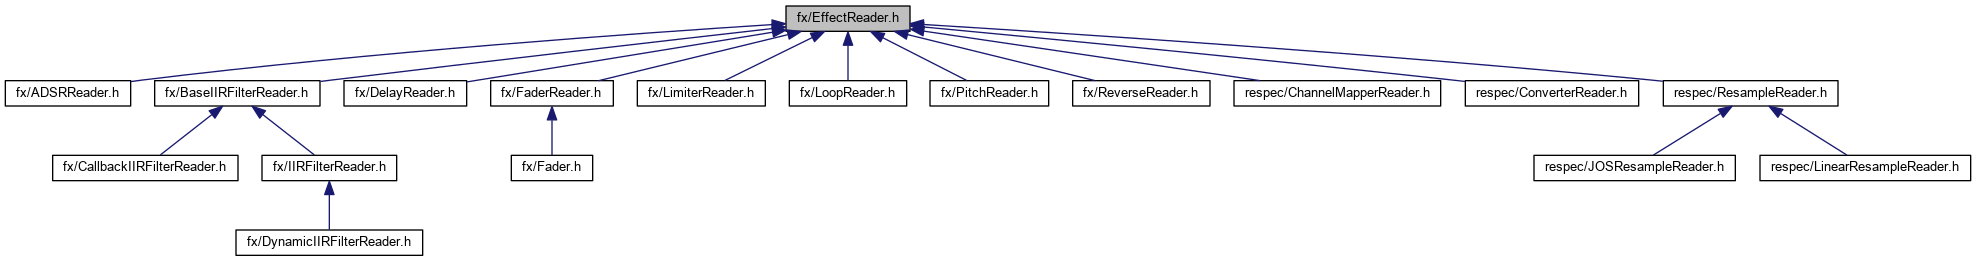 fx/EffectReader.h
fx/ADSRReader.h
fx/BaseIIRFilterReader.h
fx/DelayReader.h
fx/FaderReader.h
fx/LimiterReader.h
fx/LoopReader.h
fx/PitchReader.h
fx/ReverseReader.h
respec/ChannelMapperReader.h
respec/ConverterReader.h
respec/ResampleReader.h
fx/CallbackIIRFilterReader.h
fx/IIRFilterReader.h
fx/Fader.h
respec/JOSResampleReader.h
respec/LinearResampleReader.h
fx/DynamicIIRFilterReader.h